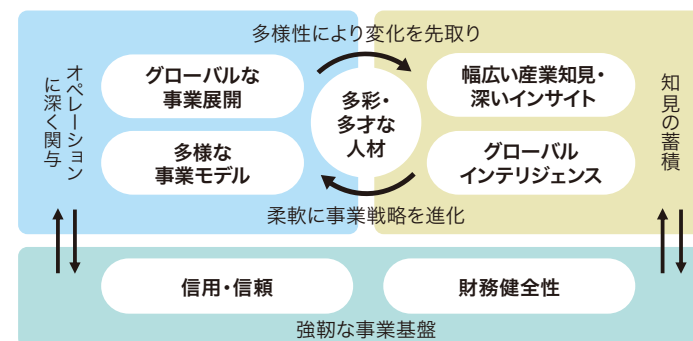 多様性により変化を先取り
オペレーション
に深く関与
グローバルな
事業展開
多様な
事業モデル
多彩・
多才な
人材
幅広い産業知見・
深いインサイト
グローバル
インテリジェンス
知見の蓄積
柔軟に事業戦略を進化
信用・信頼
財務健全性
強靭な事業基盤